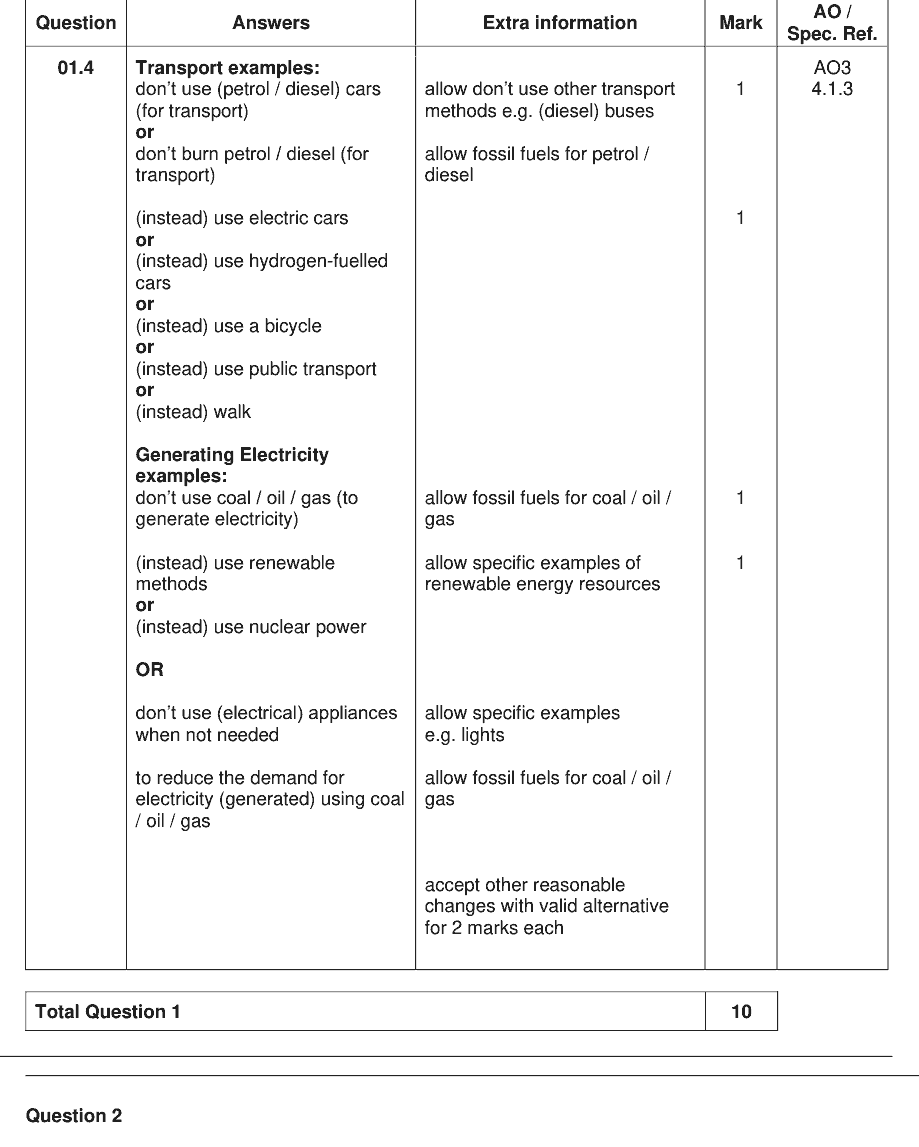 Question Answers Extra information Mark AO /
Spec. Ref.
01.4 Transport examples: AO3
don't use (petrol / diesel) cars allow don't use other transport 1 4.1.3
(for transport) methods e.g. (diesel) buses
or
don't burn petrol / diesel (for allow fossil fuels for petrol /
transport) diesel
(instead) use electric cars 1
or
(instead) use hydrogen-fuelled
cars
or
(instead) use a bicycle
or
(instead) use public transport
or
(instead) walk
Generating Electricity
examples:
don't use coal / oil / gas (to allow fossil fuels for coal / oil / 1
generate electricity) gas
(instead) use renewable allow specific examples of 1
methods renewable energy resources
or
(instead) use nuclear power
OR
don't use (electrical) appliances allow specific examples
when not needed e.g. lights
to reduce the demand for allow fossil fuels for coal / oil /
electricity (generated) using coal gas
/ oil / gas
accept other reasonable
changes with valid alternative
for 2 marks each
Total Question 1 10
Question 2